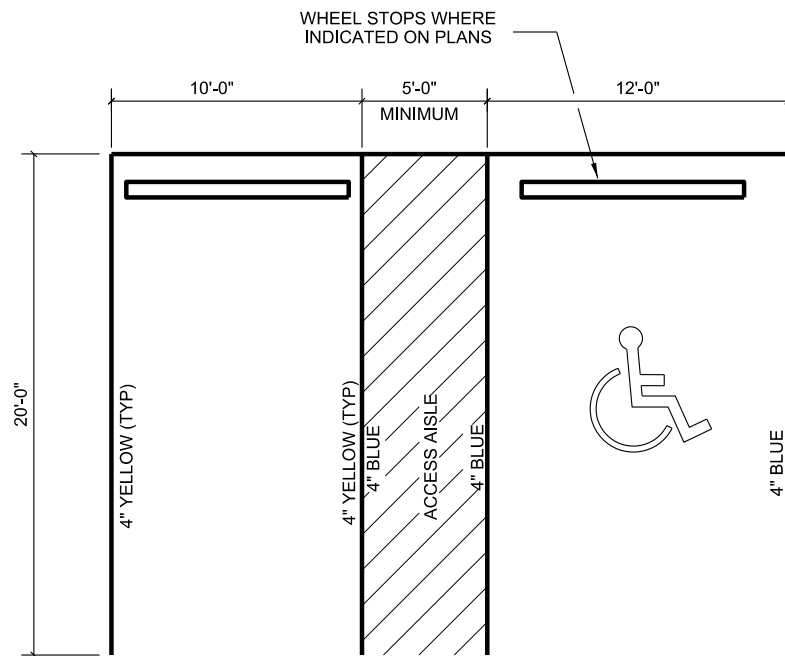 WHEEL STOPS WHERE
INDICATED ON PLANS
10'-0"
5'-0"
12'-0"
MINIMUM
20'-0"
4" YELLOW (TYP)
4" YELLOW (TYP)
4" BLUE
ACCESS AISLE
4" BLUE
4" BLUE